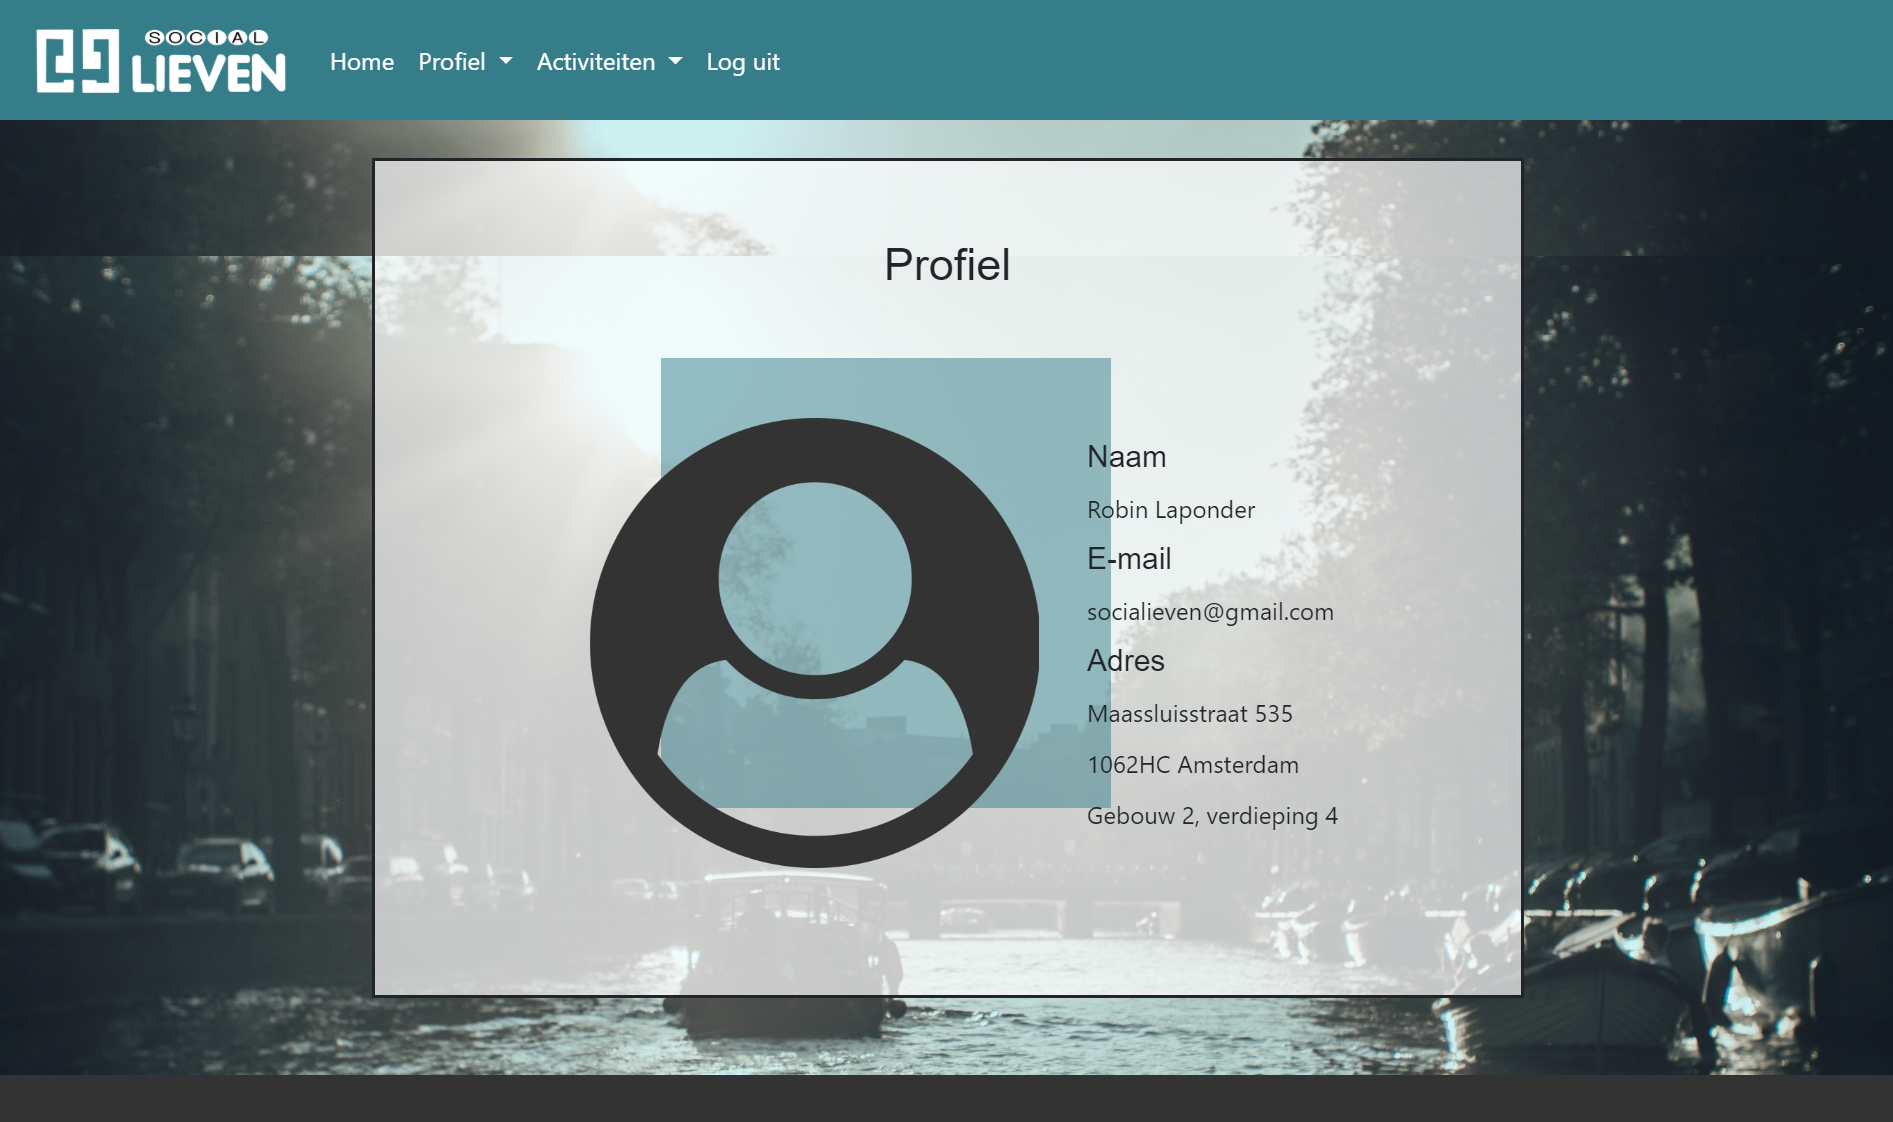 SOCIAL
LIEVEN
Home Profiel Activiteiten Log uit
Profiel
Naam
Robin Laponder
E-mail
socialieven@gmail.com
Adres
Maassluisstraat 535
1062HC Amsterdam
Gebouw 2, verdieping 4